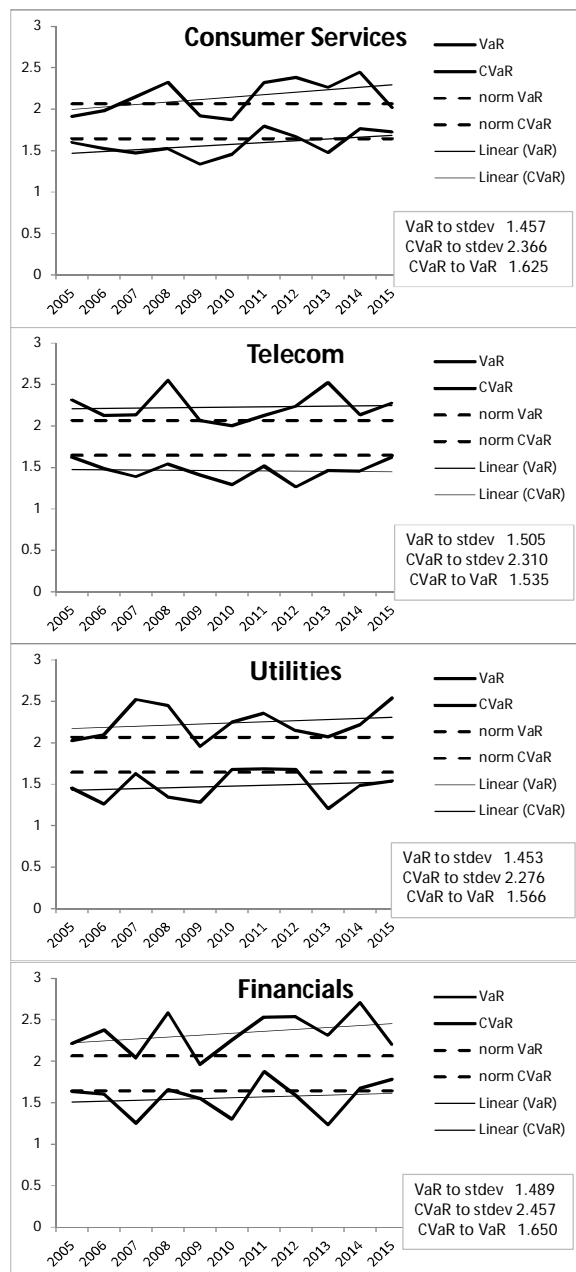 Consumer Services
3
2.5
2
1.5
1
0.5
0
2005 2006 2007 2008 2009 2010 2011 2012 2013 2014 2015
VaR
CVaR
norm VaR
norm CVaR
Linear (VaR)
Linear (CVaR)
VaR to stdev 1.457
CVaR to stdev 2.366
CVaR to VaR 1.625
Telecom
3
2.5
2
1.5
1
0.5
0
2005 2006 2007 2008 2009 2010 2011 2012 2013 2014 2015
VaR
CVaR
norm VaR
norm CVaR
Linear (VaR)
Linear (CVaR)
VaR to stdev 1.505
CVaR to stdev 2.310
CVaR to VaR 1.535
Utilities
3
2.5
2
1.5
1
0.5
0
2005 2006 2007 2008 2009 2010 2011 2012 2013 2014 2015
VaR
CVaR
norm VaR
norm CVaR
Linear (VaR)
Linear (CVaR)
VaR to stdev 1.453
CVaR to stdev 2.276
CVaR to VaR 1.566
Financials
3
2.5
2
1.5
1
0.5
0
2005 2006 2007 2008 2009 2010 2011 2012 2013 2014 2015
VaR
CVaR
norm VaR
norm CVaR
Linear (VaR)
Linear (CVaR)
VaR to stdev 1.489
CVaR to stdev 2.457
CVaR to VaR 1.650